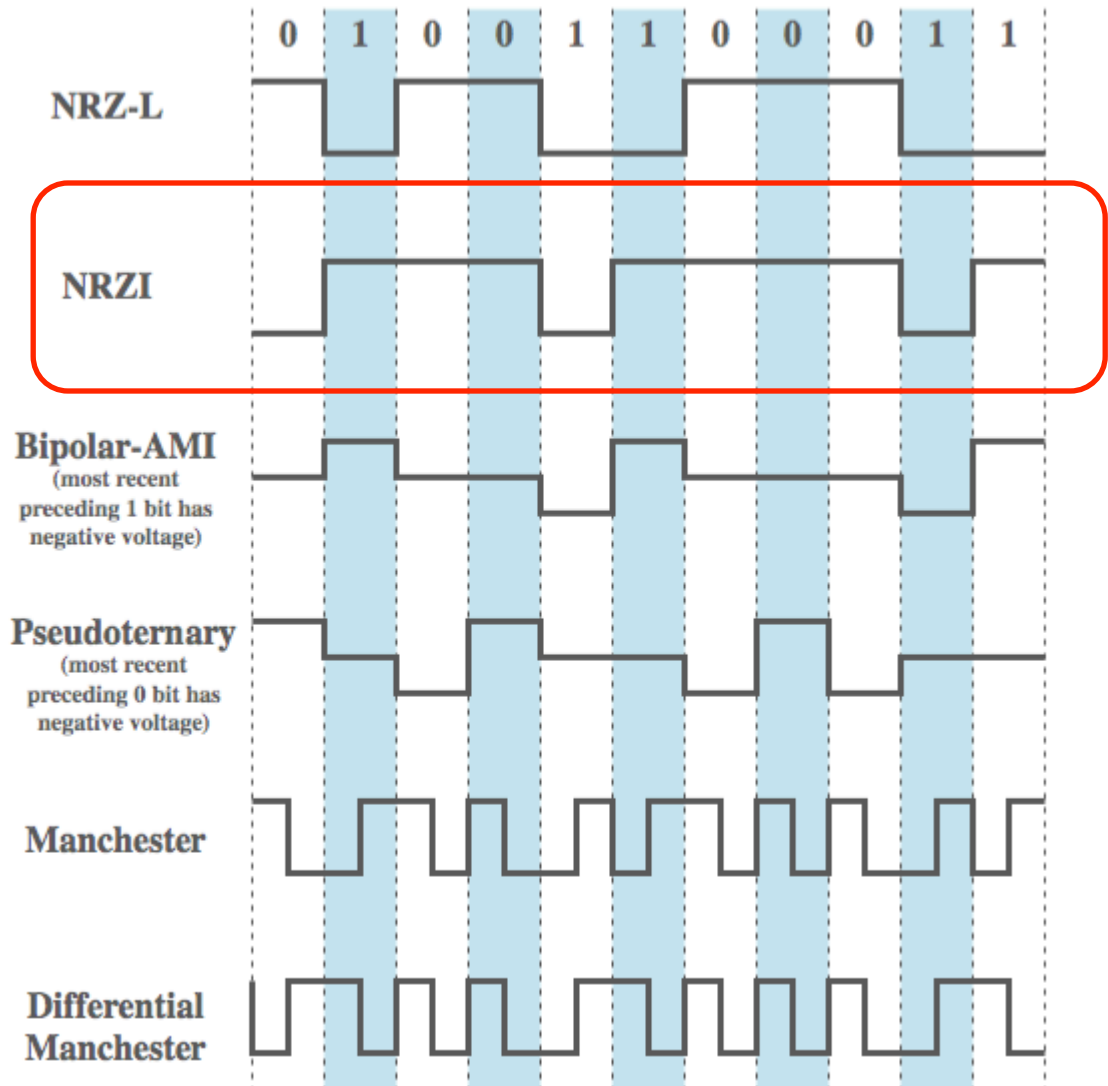 0 1 0 0 1 1 0 0 0 1 1
NRZ-L
NRZI
Bipolar-AMI
(most recent
preceding 1 bit has
negative voltage)
Pseudoternary
(most recent
preceding 0 bit has
negative voltage)
Manchester
Differential
Manchester